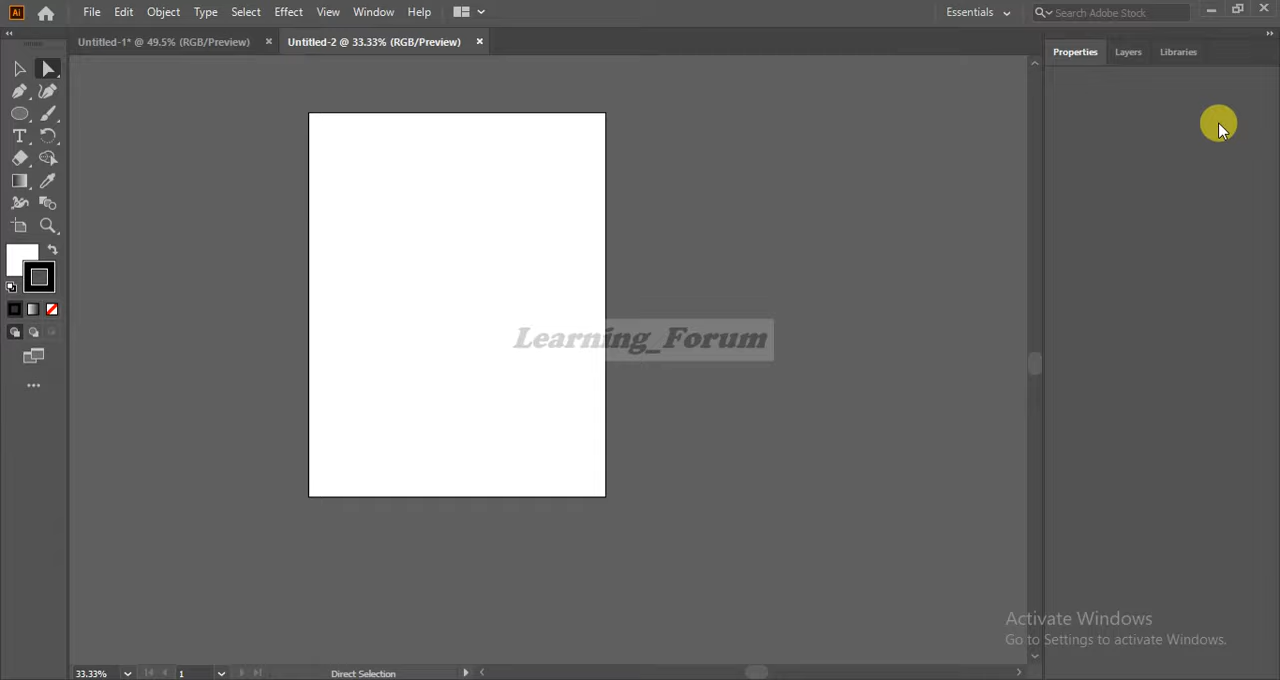 Ai File Edit Object Type Select Effect View Window Help Essentials Search Adobe Stock
Untitled-1* @ 49.5% (RGB/Preview) Untitled-2 @ 33.33% (RGB/Preview)
Properties Layers Libraries
Learning_Forum
Activate Windows
Go to Settings to activate Windows.
33.33% 1 Direct Selection